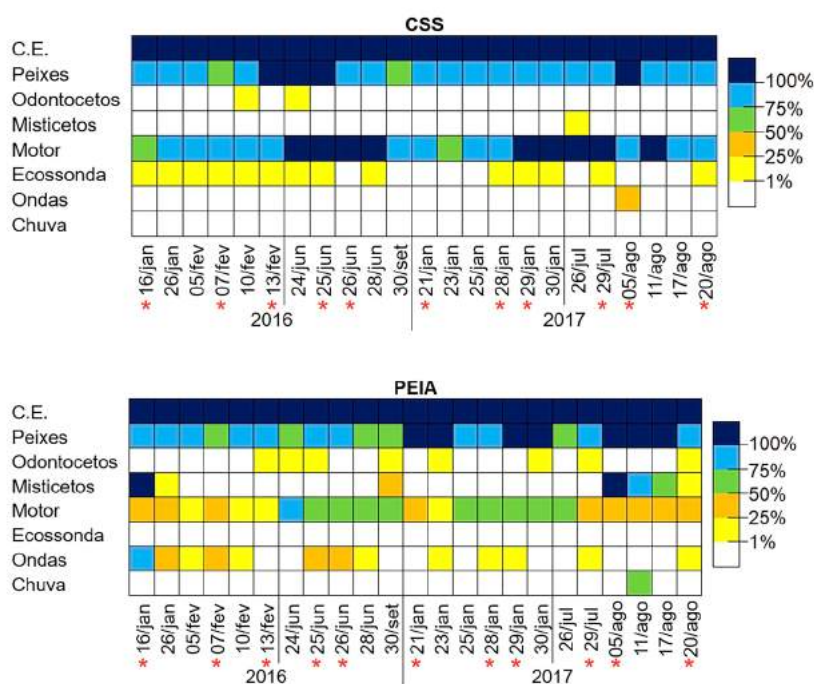 CSS
C.E.
Peixes
Odontocetos
Misticetos
Motor
Ecossonda
Ondas
Chuva
100%
75%
50%
25%
1%
* 16/jan
26/jan
05/fev
* 07/fev
10/fev
* 13/fev
24/jun
* 25/jun
* 26/jun
28/jun
30/set
* 21/jan
23/jan
25/jan
* 28/jan
* 29/jan
30/jan
26/jul
* 29/jul
* 05/ago
11/ago
17/ago
* 20/ago
2016
2017
PEIA
C.E.
Peixes
Odontocetos
Misticetos
Motor
Ecossonda
Ondas
Chuva
100%
75%
50%
25%
1%
* 16/jan
26/jan
05/fev
* 07/fev
10/fev
* 13/fev
24/jun
* 25/jun
* 26/jun
28/jun
30/set
* 21/jan
23/jan
25/jan
* 28/jan
* 29/jan
30/jan
26/jul
* 29/jul
* 05/ago
11/ago
17/ago
* 20/ago
2016
2017